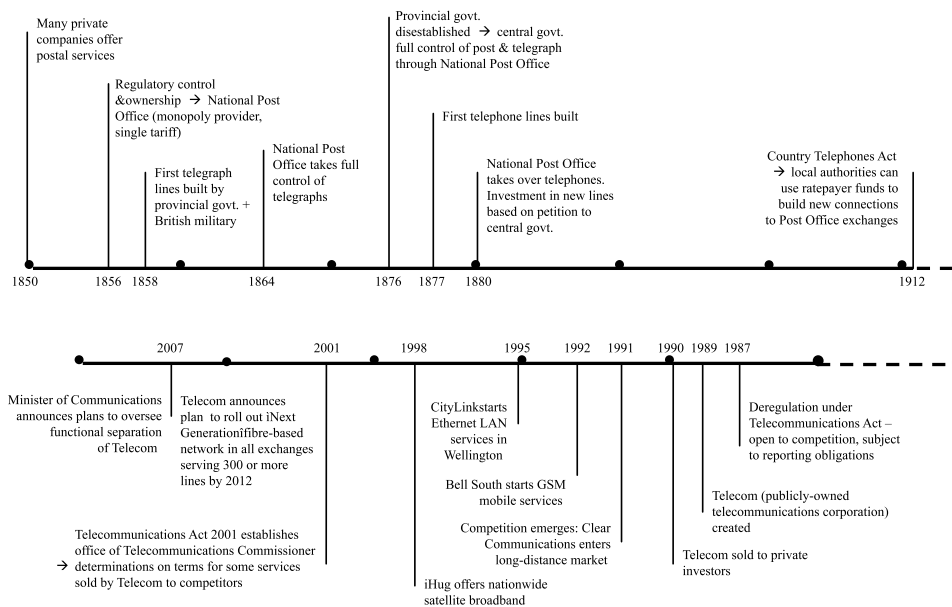 Many private
companies offer
postal services
Regulatory control
&ownership → National Post
Office (monopoly provider,
single tariff)
First telegraph
lines built by
provincial govt. +
British military
National Post
Office takes full
control of
telegraphs
Provincial govt.
disestablished → central govt.
full control of post & telegraph
through National Post Office
First telephone lines built
National Post Office
takes over telephones.
Investment in new lines
based on petition to
central govt.
Country Telephones Act
→ local authorities can
use ratepayer funds to
build new connections
to Post Office exchanges
1850 1856 1858 1864 1876 1877 1880 1912
2007 2001 1998 1995 1992 1991 1990 1989 1987
Minister of Communications
announces plans to oversee
functional separation
of Telecom
Telecom announces
plan to roll out ìNext
Generationîfibre-based
network in all exchanges
serving 300 or more
lines by 2012
Telecommunications Act 2001 establishes
office of Telecommunications Commissioner
→ determinations on terms for some services
sold by Telecom to competitors
iHug offers nationwide
satellite broadband
CityLinkstarts
Ethernet LAN
services in
Wellington
Bell South starts GSM
mobile services
Competition emerges: Clear
Communications enters
long-distance market
Telecom sold to private
investors
Telecom (publicly-owned
telecommunications corporation)
created
Deregulation under
Telecommunications Act –
open to competition, subject
to reporting obligations